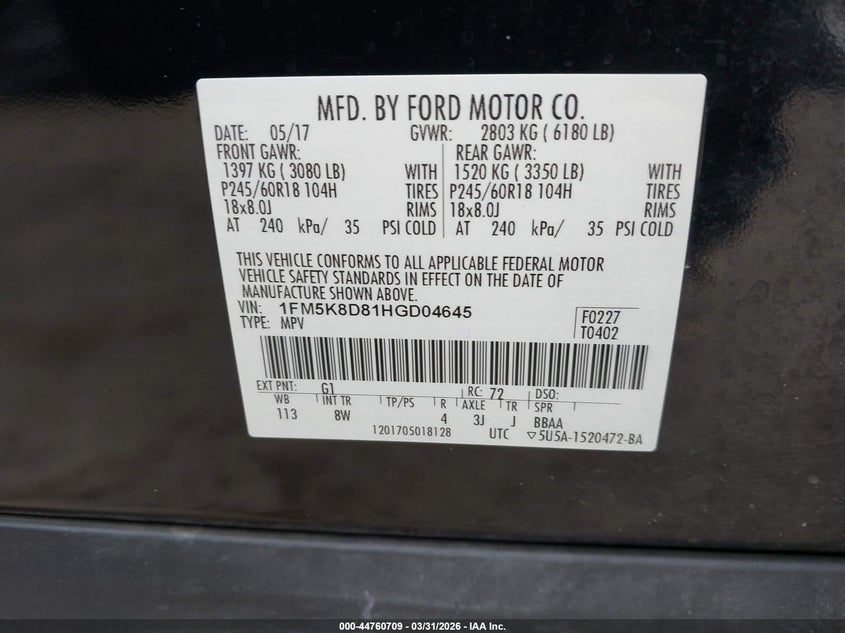 MFD. BY FORD MOTOR CO.
DATE: 05/17 GVWR: 2803 KG ( 6180 LB)
FRONT GAWR: REAR GAWR:
1397 KG ( 3080 LB) WITH 1520 KG ( 3350 LB) WITH
P245/60R18 104H TIRES P245/60R18 104H TIRES
18x8.0J RIMS 18x8.0J RIMS
AT 240 kPa/ 35 PSI COLD AT 240 kPa/ 35 PSI COLD
THIS VEHICLE CONFORMS TO ALL APPLICABLE FEDERAL MOTOR
VEHICLE SAFETY STANDARDS IN EFFECT ON THE DATE OF
MANUFACTURE SHOWN ABOVE.
VIN: 1FM5K8D81HGD04645 F0227
TYPE: MPV T0402
EXT PNT: G1 RC: 72 DSO:
WB INT TR TP/PS R AXLE TR SPR
113 8W 4 3J J BBAA
1201705018128 UTC ▽5U5A-1520472-BA
000-44760709 - 03/31/2026 - IAA Inc.